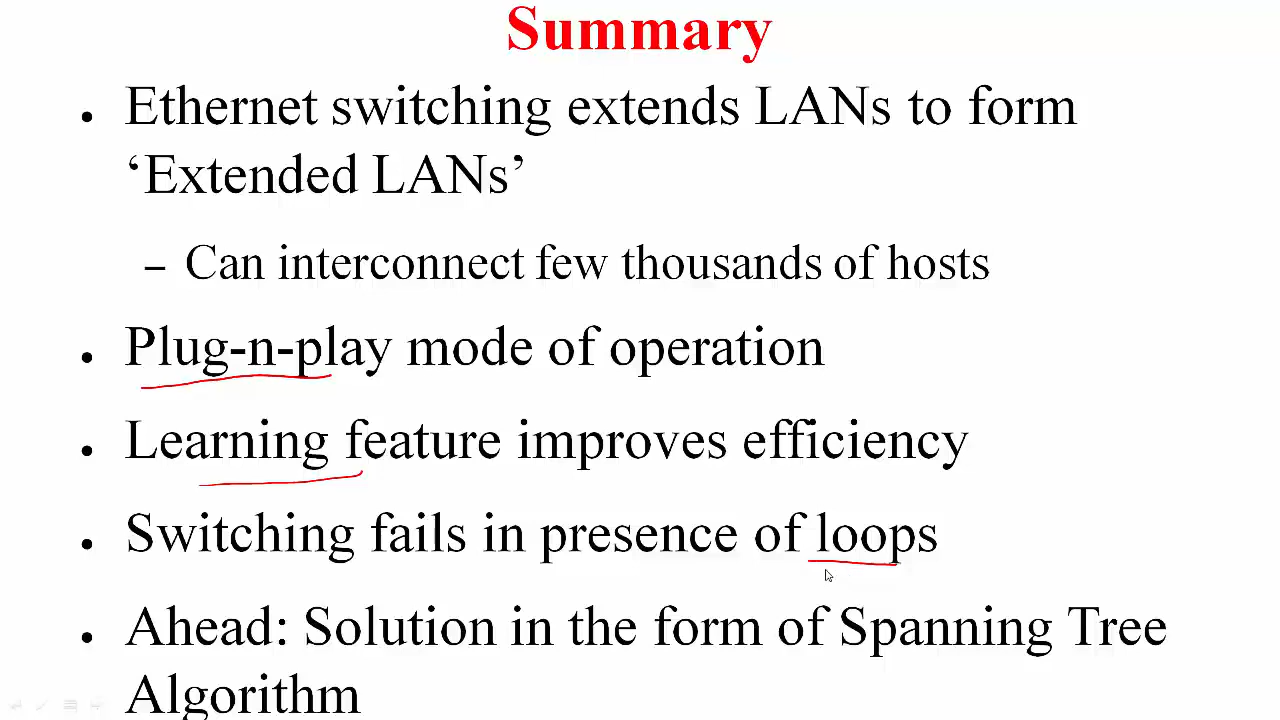 Summary
• Ethernet switching extends LANs to form
‘Extended LANs’
– Can interconnect few thousands of hosts
• Plug-n-play mode of operation
• Learning feature improves efficiency
• Switching fails in presence of loops
• Ahead: Solution in the form of Spanning Tree
Algorithm